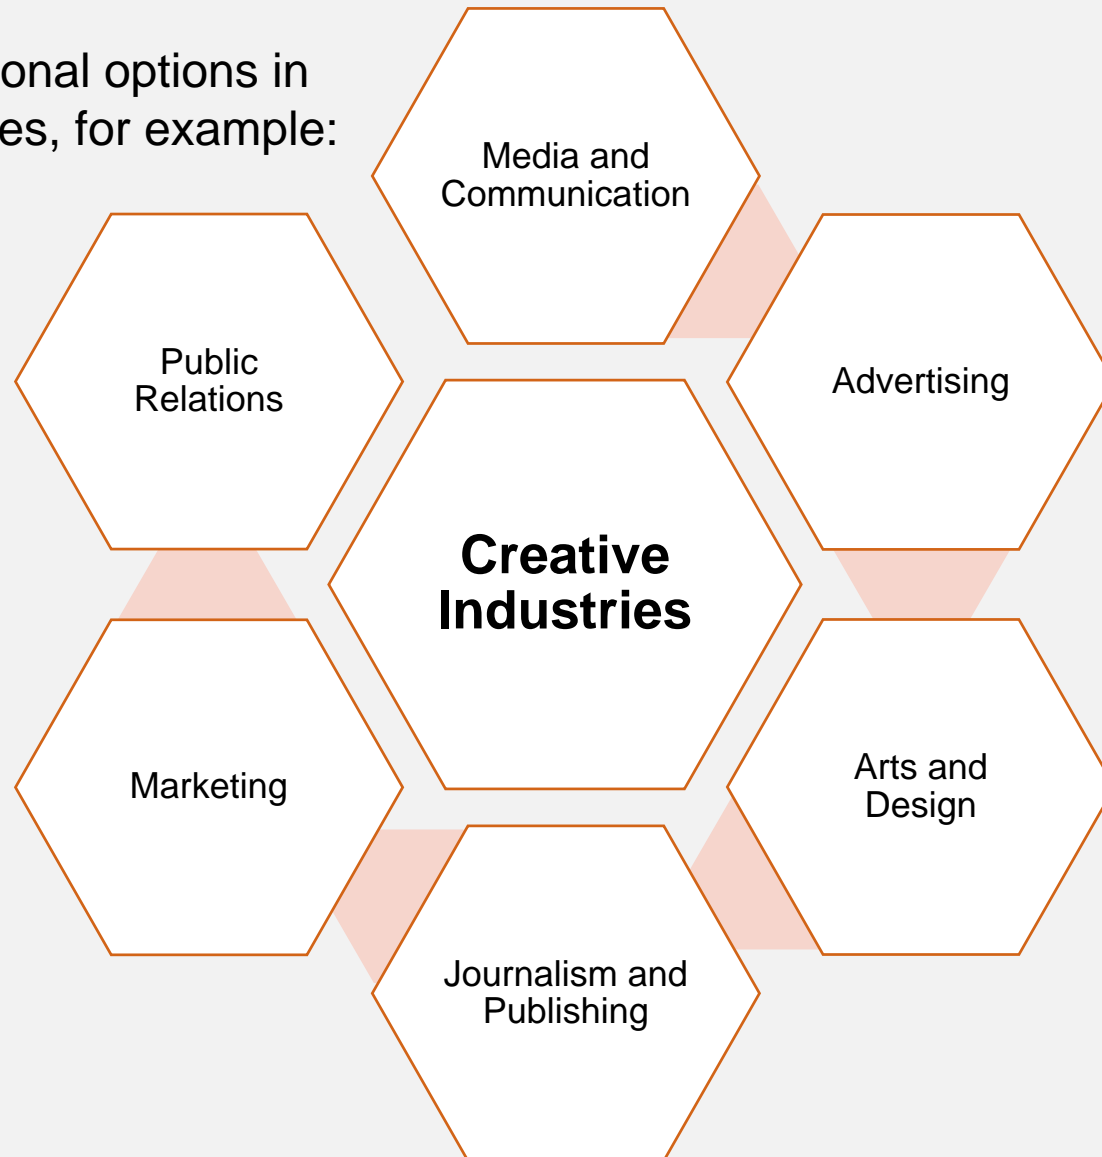 onal options in
es, for example:
Media and
Communication
Public
Relations
Advertising
Creative
Industries
Marketing
Arts and
Design
Journalism and
Publishing